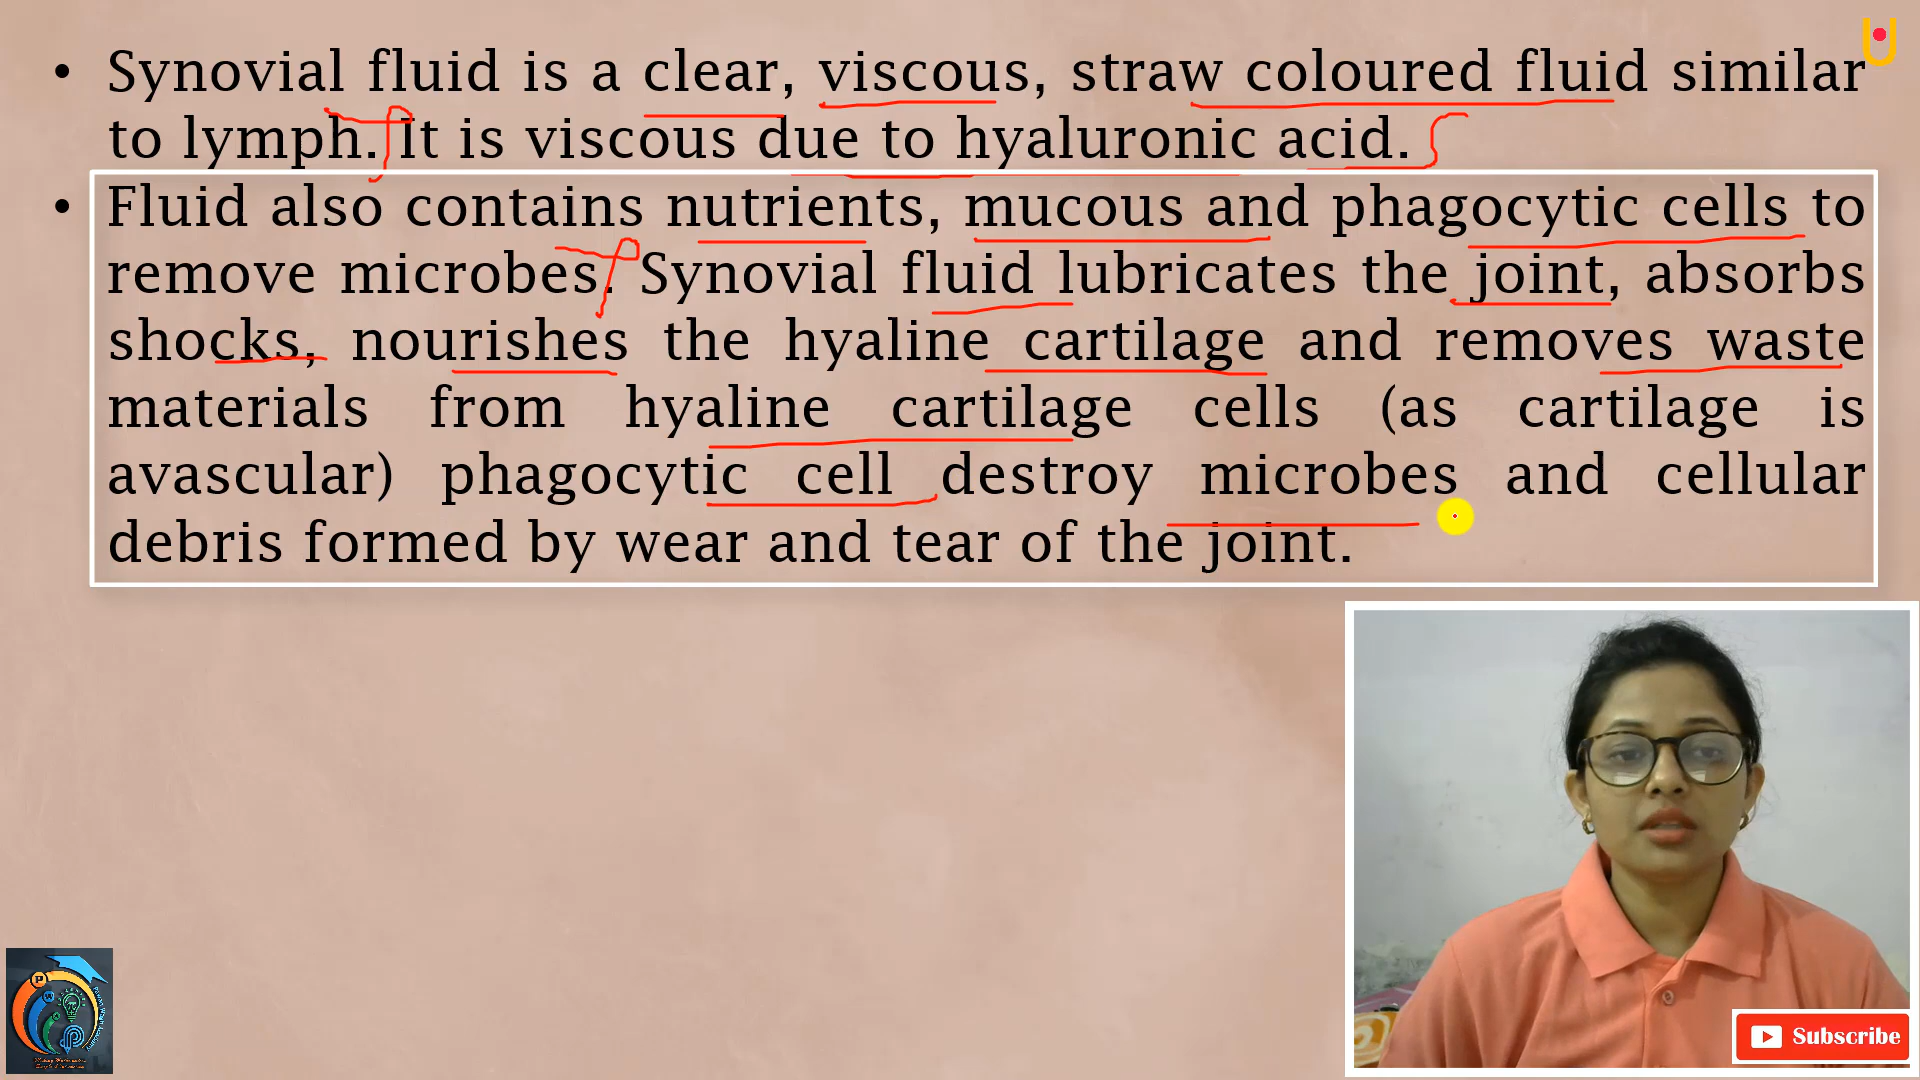 • Synovial fluid is a clear, viscous, straw coloured fluid similar
to lymph. It is viscous due to hyaluronic acid.
• Fluid also contains nutrients, mucous and phagocytic cells to
remove microbes. Synovial fluid lubricates the joint, absorbs
shocks, nourishes the hyaline cartilage and removes waste
materials from hyaline cartilage cells (as cartilage is
avascular) phagocytic cell destroy microbes and cellular
debris formed by wear and tear of the joint.
Subscribe